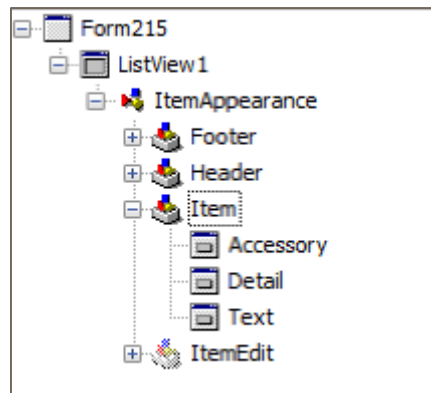 Form215
ListView1
ItemAppearance
Footer
Header
Item
Accessory
Detail
Text
ItemEdit